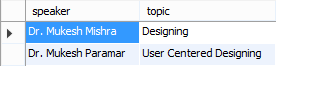 speaker topic
Dr. Mukesh Mishra Designing
Dr. Mukesh Paramar User Centered Designing